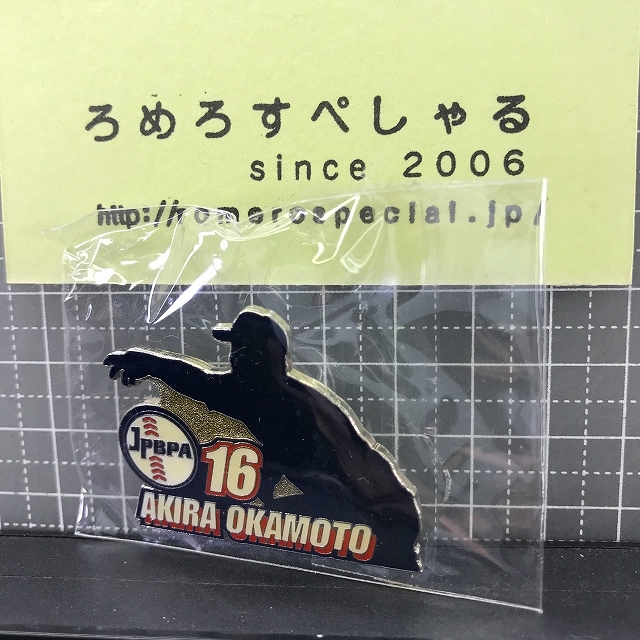 ろめろすぺしゃる
since 2006
http://romerospecial.jp/
JPBPA
16
AKIRA OKAMOTO